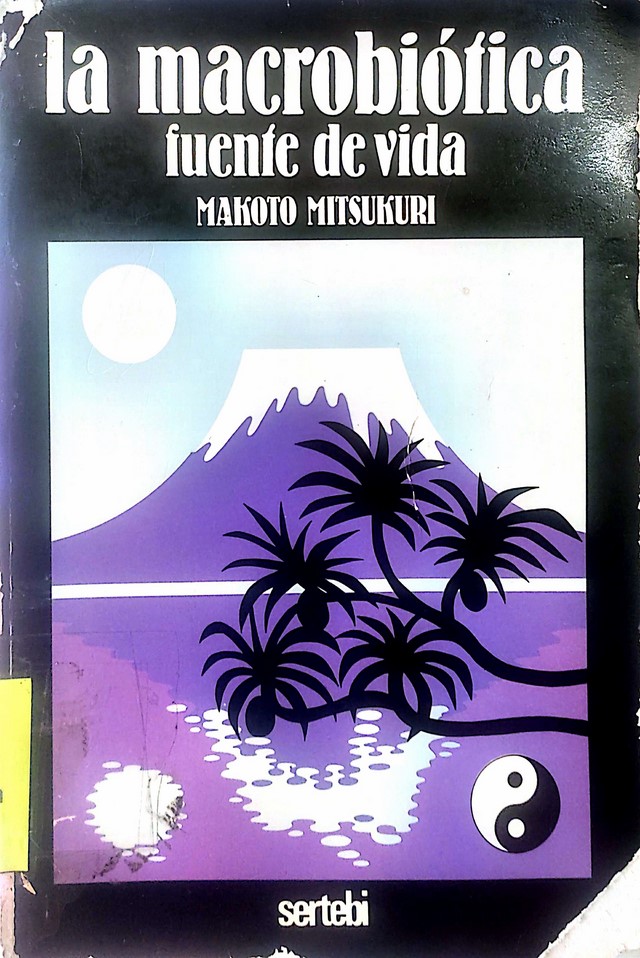 la macrobiótica
fuente de vida
MAKOTO MITSUKURI
sertebi